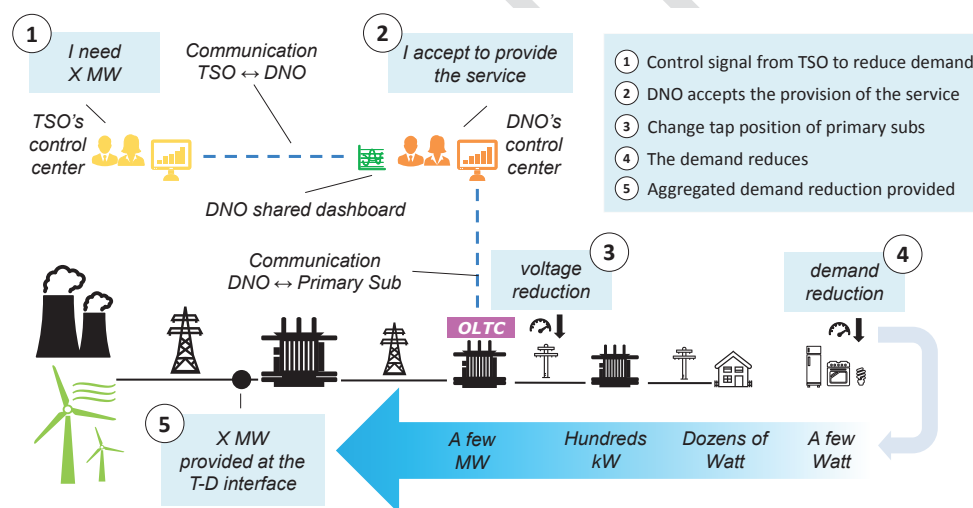 1
I need
X MW
Communication
TSO ↔ DNO
2
I accept to provide
the service
TSO's
control
center
DNO's
control
center
DNO shared dashboard
1 Control signal from TSO to reduce demand
2 DNO accepts the provision of the service
3 Change tap position of primary subs
4 The demand reduces
5 Aggregated demand reduction provided
Communication
DNO ↔ Primary Sub
3
voltage
reduction
4
demand
reduction
OLTC
5
X MW
provided at the
T-D interface
A few
MW
Hundreds
kW
Dozens of
Watt
A few
Watt